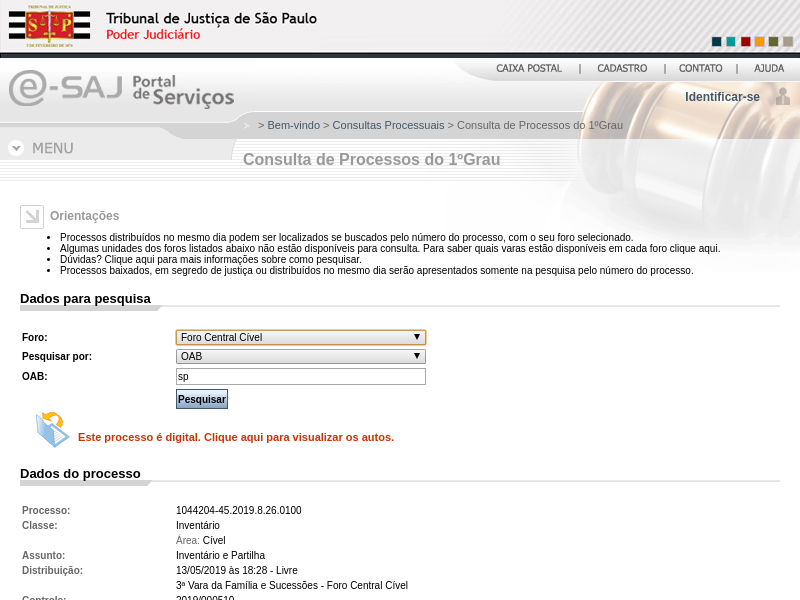 TRIBUNAL DE JUSTIÇA
S P
3 DE FEVEREIRO DE 1874
Tribunal de Justiça de São Paulo
Poder Judiciário
CAIXA POSTAL | CADASTRO | CONTATO | AJUDA
e-SAJ Portal de Serviços
Identificar-se
> Bem-vindo > Consultas Processuais > Consulta de Processos do 1ºGrau
MENU
Consulta de Processos do 1ºGrau
Orientações
• Processos distribuídos no mesmo dia podem ser localizados se buscados pelo número do processo, com o seu foro selecionado.
• Algumas unidades dos foros listados abaixo não estão disponíveis para consulta. Para saber quais varas estão disponíveis em cada foro clique aqui.
• Dúvidas? Clique aqui para mais informações sobre como pesquisar.
• Processos baixados, em segredo de justiça ou distribuídos no mesmo dia serão apresentados somente na pesquisa pelo número do processo.
Dados para pesquisa
Foro: Foro Central Cível
Pesquisar por: OAB
OAB: sp
Pesquisar
Este processo é digital. Clique aqui para visualizar os autos.
Dados do processo
Processo: 1044204-45.2019.8.26.0100
Classe: Inventário
Área: Cível
Assunto: Inventário e Partilha
Distribuição: 13/05/2019 às 18:28 - Livre
3ª Vara da Família e Sucessões - Foro Central Cível
Controle: 2019/000510